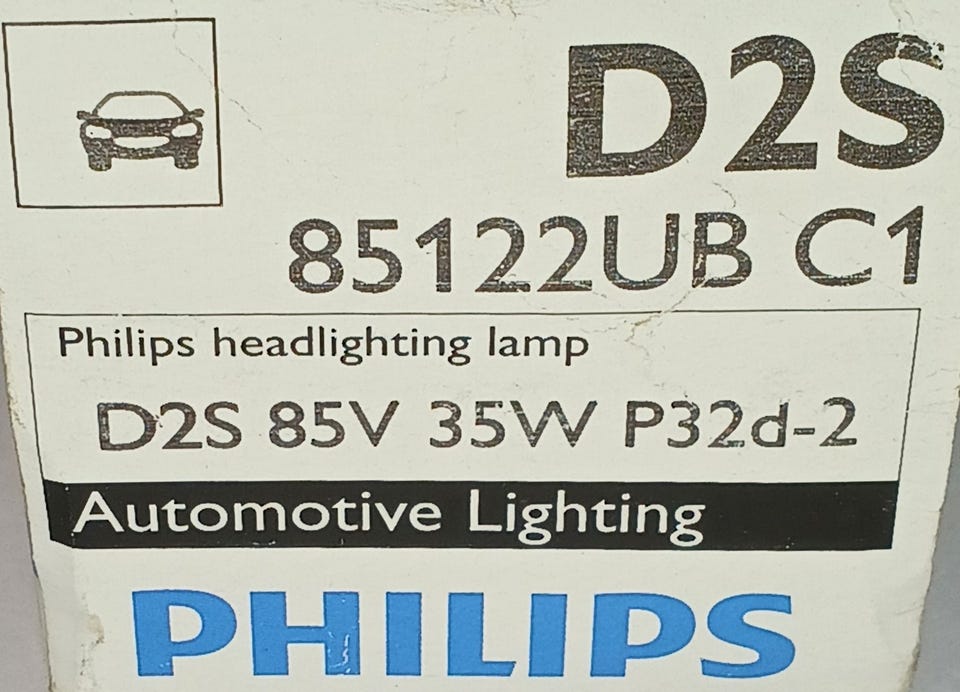 D2S
85122UB C1
Philips headlighting lamp
D2S 85V 35W P32d-2
Automotive Lighting
PHILIPS